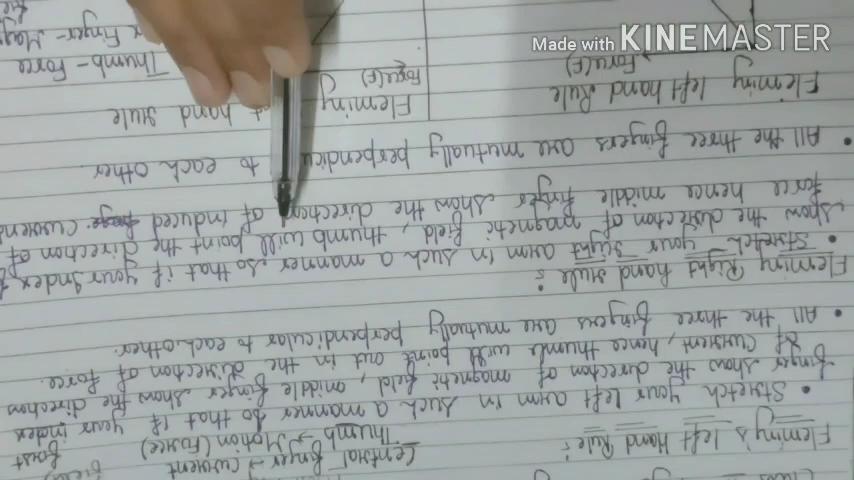 Central finger → current
Thumb → Motion (Force)
Fleming's left Hand Rule:
• Stretch your left arm in such a manner so that if your index
finger show the direction of magnetic field, middle finger show the direction
of current, hence thumb will point out in the direction of force.
• All the three fingers are mutually perpendicular to each other.
Fleming Right hand rule:
• Stretch your right arm in such a manner so that if your Index
show the direction of magnetic field, thumb will point the direction of
force hence middle finger show the direction of induced current
• All the three fingers are mutually to each other.
Fleming left hand Rule
Force(F)
Fleming hand rule
Force(F)
Thumb - Force
Finger -
Made with KINEMASTER